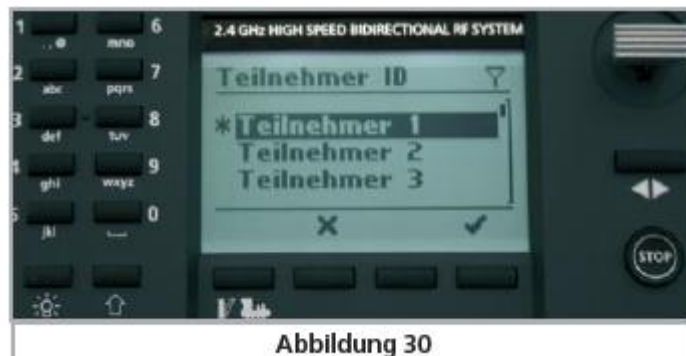 2.4 GHz HIGH SPEED BIDIRECTIONAL RF SYSTEM
1 .,@ mno 6
2 abc pqrs 7
3 def tuv 8
4 ghi wxyz 9
5 jkl 0
Teilnehmer ID
*Teilnehmer 1
Teilnehmer 2
Teilnehmer 3
STOP
Abbildung 30